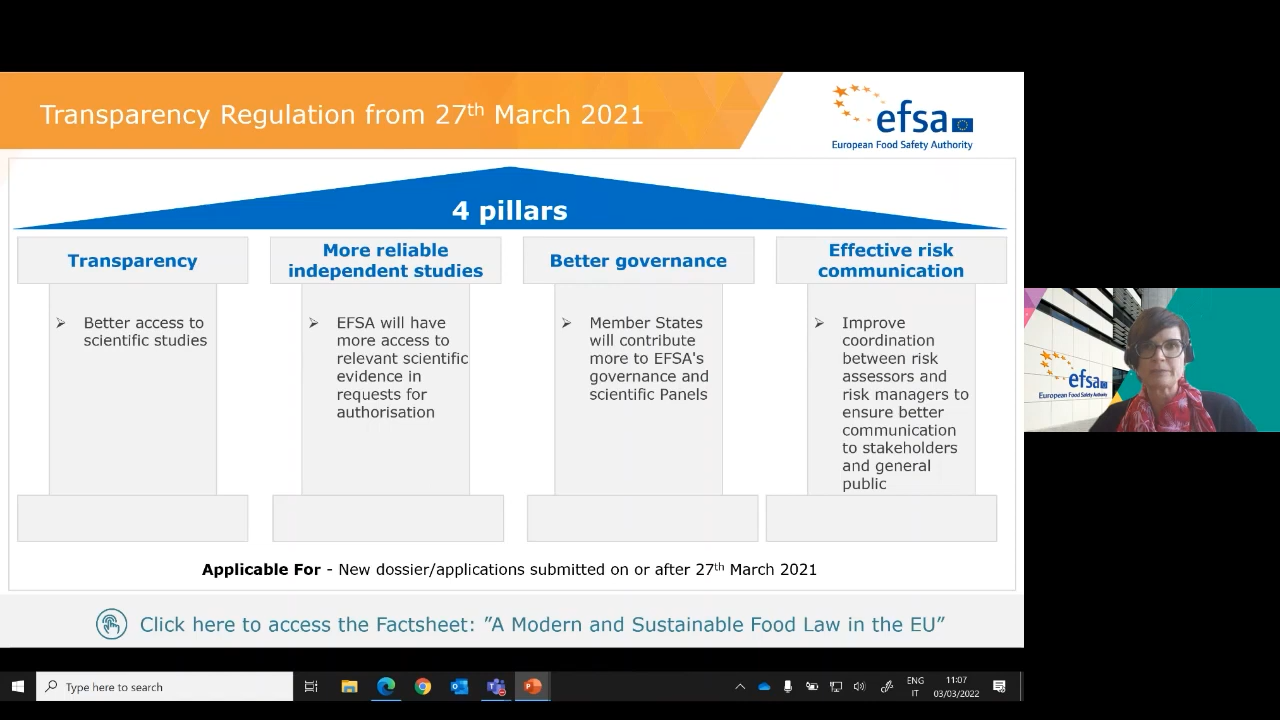 Transparency Regulation from 27th March 2021
efsa
European Food Safety Authority
4 pillars
Transparency
More reliable
independent studies
Better governance
Effective risk
communication
➢ Better access to
scientific studies
➢ EFSA will have
more access to
relevant scientific
evidence in
requests for
authorisation
➢ Member States
will contribute
more to EFSA's
governance and
scientific Panels
➢ Improve
coordination
between risk
assessors and
risk managers to
ensure better
communication
to stakeholders
and general
public
Applicable For - New dossier/applications submitted on or after 27th March 2021
Click here to access the Factsheet: ”A Modern and Sustainable Food Law in the EU”
efsa
European Food Safety Authority
Type here to search
ENG
IT
11:07
03/03/2022